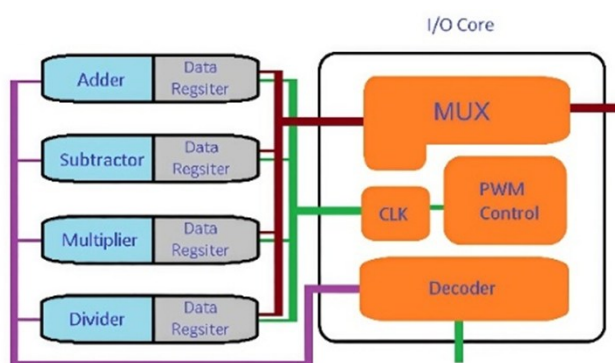 I/O Core
Adder
Data
Regsiter
Subtractor
Data
Regsiter
Multiplier
Data
Regsiter
Divider
Data
Regsiter
MUX
CLK
PWM
Control
Decoder